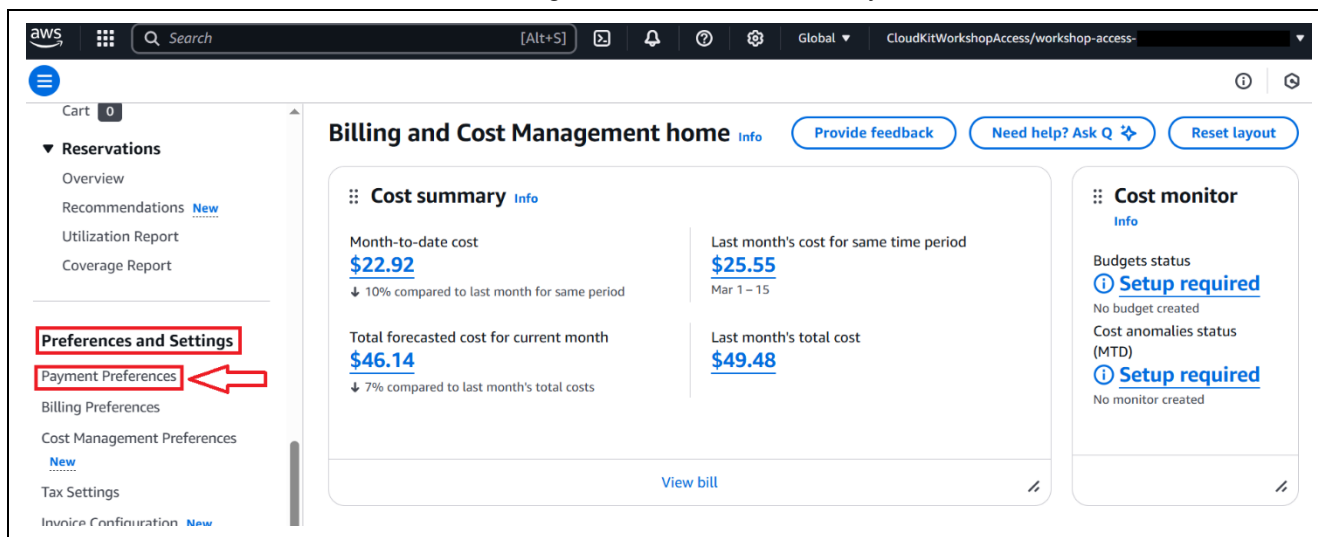 aws
Search [Alt+S] Global CloudKitWorkshopAccess/workshop-access-
Cart 0
Reservations
Overview
Recommendations New
Utilization Report
Coverage Report
Preferences and Settings
Payment Preferences
Billing Preferences
Cost Management Preferences
New
Tax Settings
Invoice Configuration New
Billing and Cost Management home Info
Provide feedback
Need help? Ask Q
Reset layout
Cost summary Info
Month-to-date cost
$22.92
↓ 10% compared to last month for same period
Last month's cost for same time period
$25.55
Mar 1 – 15
Total forecasted cost for current month
$46.14
↓ 7% compared to last month's total costs
Last month's total cost
$49.48
View bill
Cost monitor
Info
Budgets status
Setup required
No budget created
Cost anomalies status
(MTD)
Setup required
No monitor created